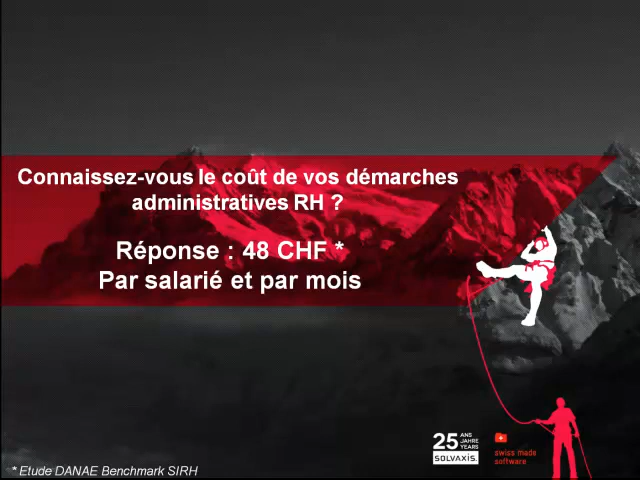 Connaissez-vous le coût de vos démarches
administratives RH ?
Réponse : 48 CHF *
Par salarié et par mois
25 ANS
JAHRE
YEARS
SOLVAXIS.
swiss made
software
* Etude DANAE Benchmark SIRH